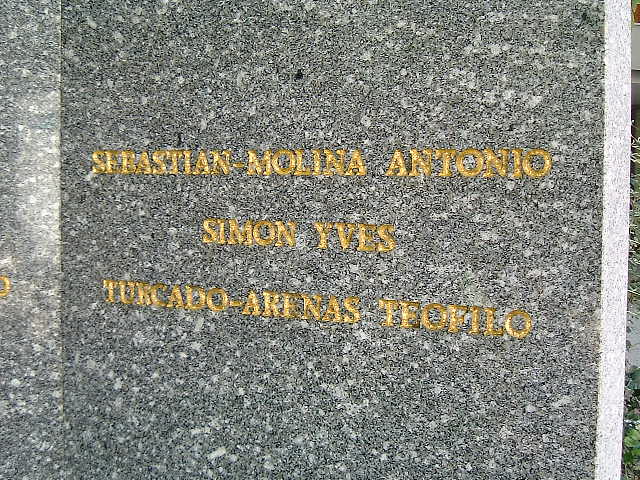 SEBASTIAN-MOLINA ANTONIO
SIMON YVES
TURCADO-ARENAS TEOFILO